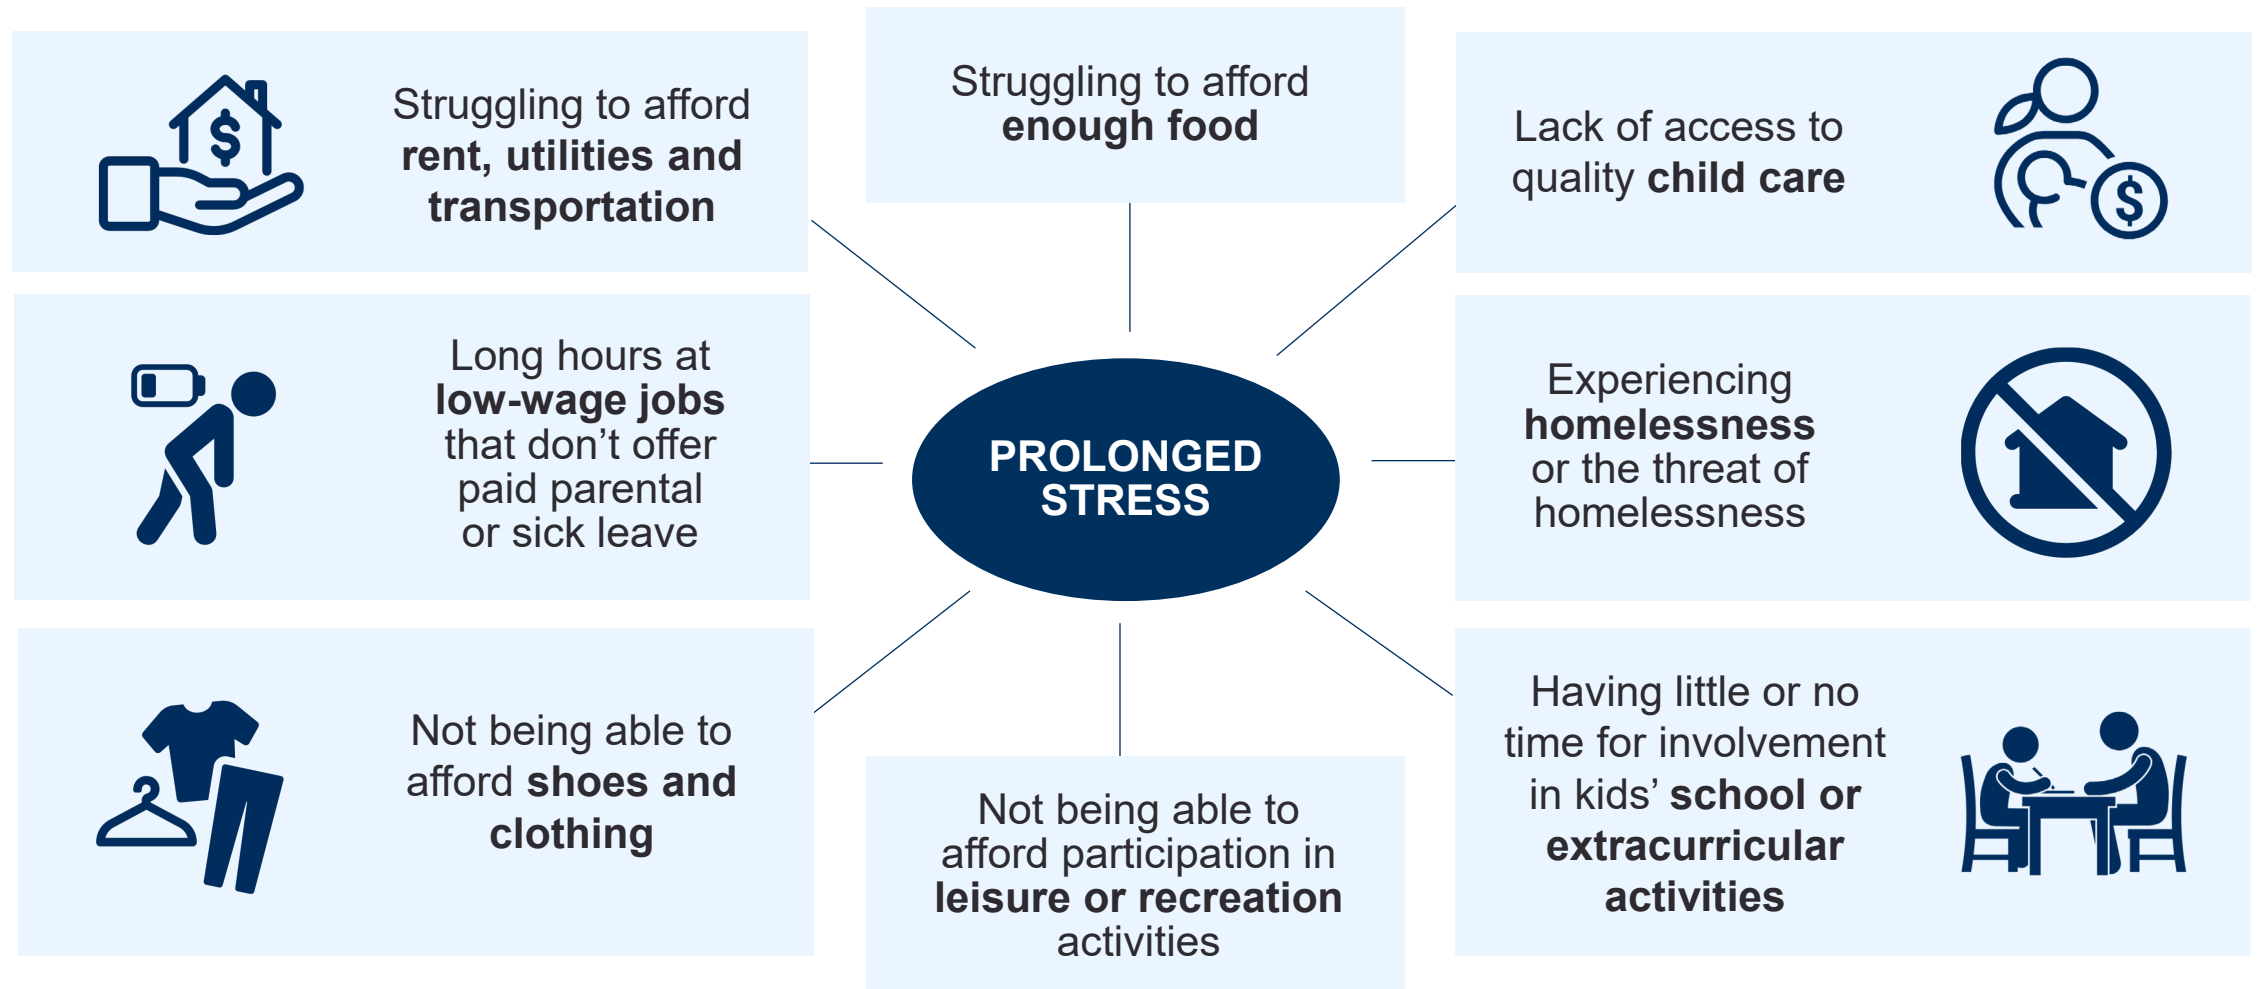 Struggling to afford
rent, utilities and
transportation
Struggling to afford
enough food
Lack of access to
quality child care
Long hours at
low-wage jobs
that don’t offer
paid parental
or sick leave
PROLONGED
STRESS
Experiencing
homelessness
or the threat of
homelessness
Not being able to
afford shoes and
clothing
Not being able to
afford participation in
leisure or recreation
activities
Having little or no
time for involvement
in kids’ school or
extracurricular
activities
$
$